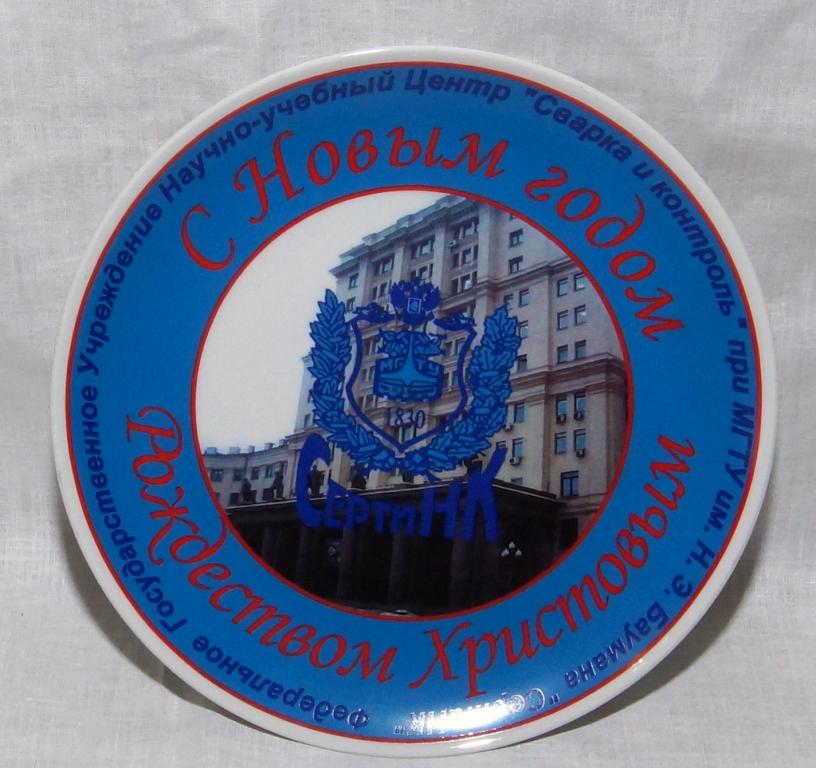 Федеральное Государственное Учреждение Научно-учебный Центр "Сварка и контроль" при МГТУ им. Н. Э. Баумана "СертиНК"
С Новым годом
Рождеством Христовым
1830
СертиНК